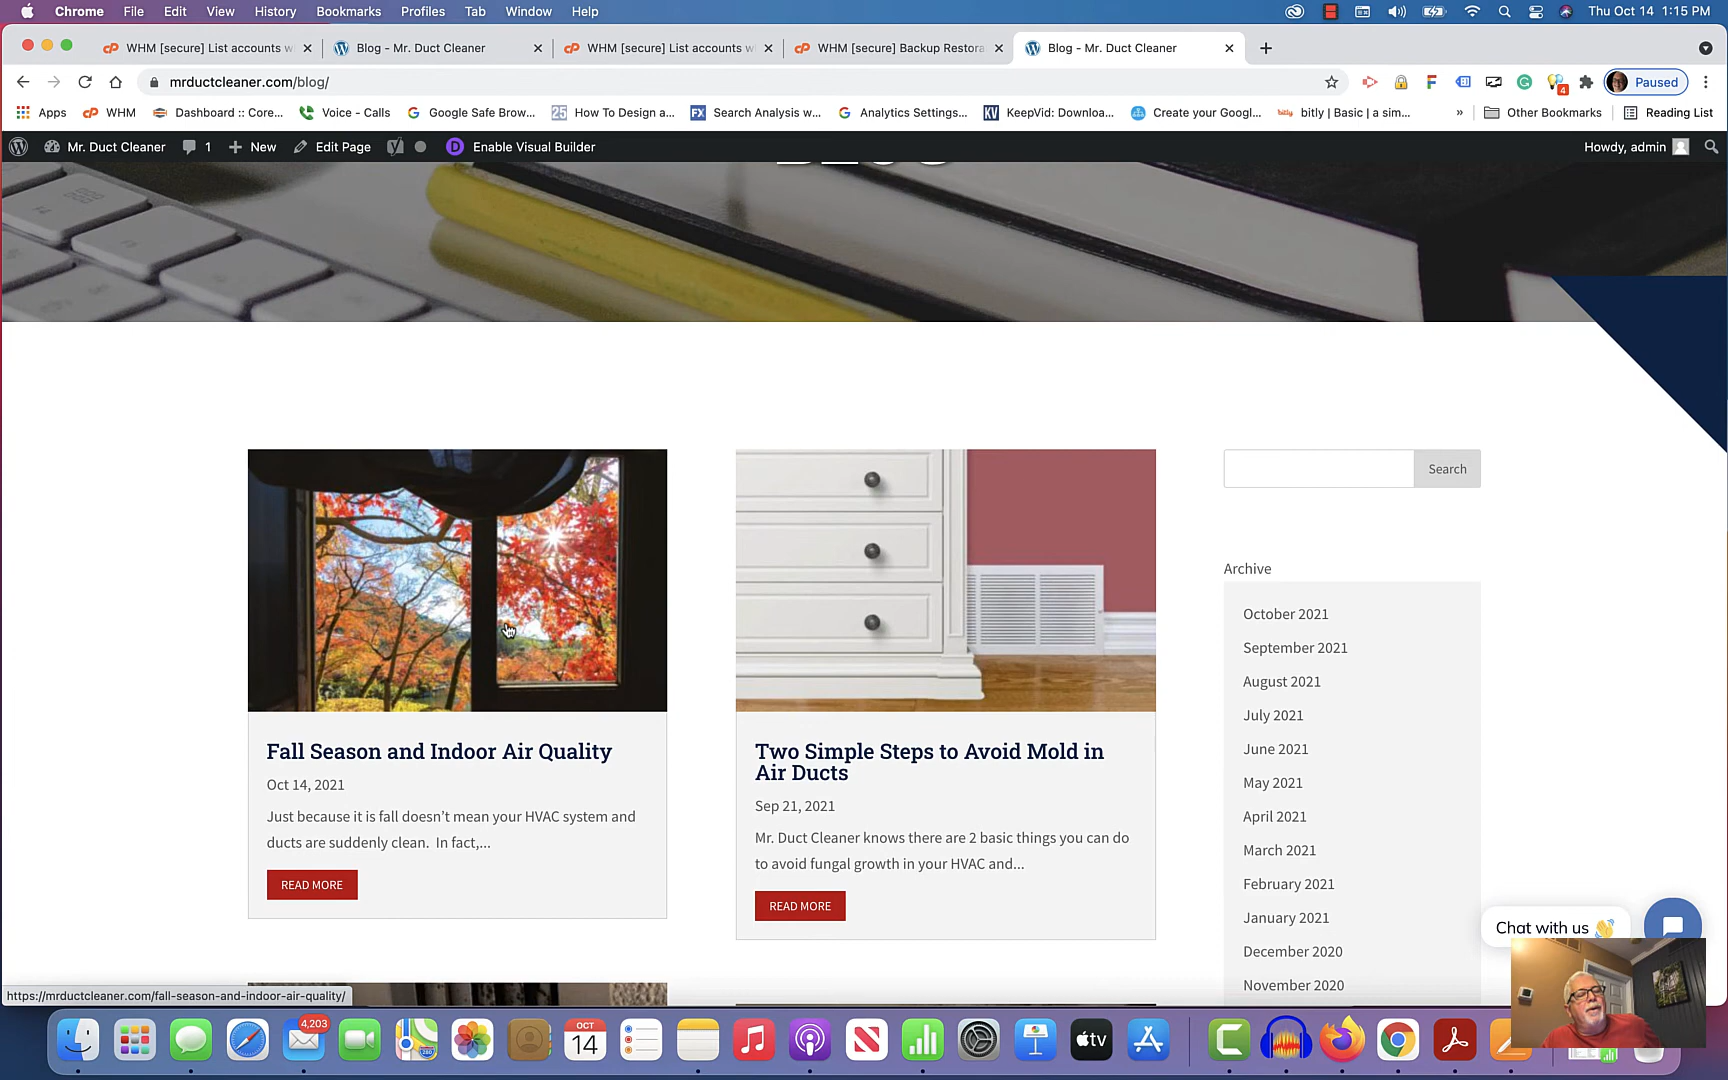 Chrome File Edit View History Bookmarks Profiles Tab Window Help Thu Oct 14 1:15 PM
WHM [secure] List accounts w Blog - Mr. Duct Cleaner WHM [secure] List accounts w WHM [secure] Backup Restora Blog - Mr. Duct Cleaner
mrductcleaner.com/blog/ 4 Paused
Apps WHM Dashboard :: Core... Voice - Calls Google Safe Brow... 25 How To Design a... FX Search Analysis w... Analytics Settings... KV KeepVid: Downloa... Create your Googl... bitly bitly | Basic | a sim... » Other Bookmarks Reading List
Mr. Duct Cleaner 1 New Edit Page D Enable Visual Builder Howdy, admin
Search
Archive
October 2021
September 2021
August 2021
July 2021
June 2021
May 2021
April 2021
March 2021
February 2021
January 2021
December 2020
November 2020
Fall Season and Indoor Air Quality
Oct 14, 2021
Just because it is fall doesn't mean your HVAC system and
ducts are suddenly clean. In fact,...
READ MORE
Two Simple Steps to Avoid Mold in
Air Ducts
Sep 21, 2021
Mr. Duct Cleaner knows there are 2 basic things you can do
to avoid fungal growth in your HVAC and...
READ MORE
Chat with us 👋
https://mrductcleaner.com/fall-season-and-indoor-air-quality/
4,203
OCT
14
tv